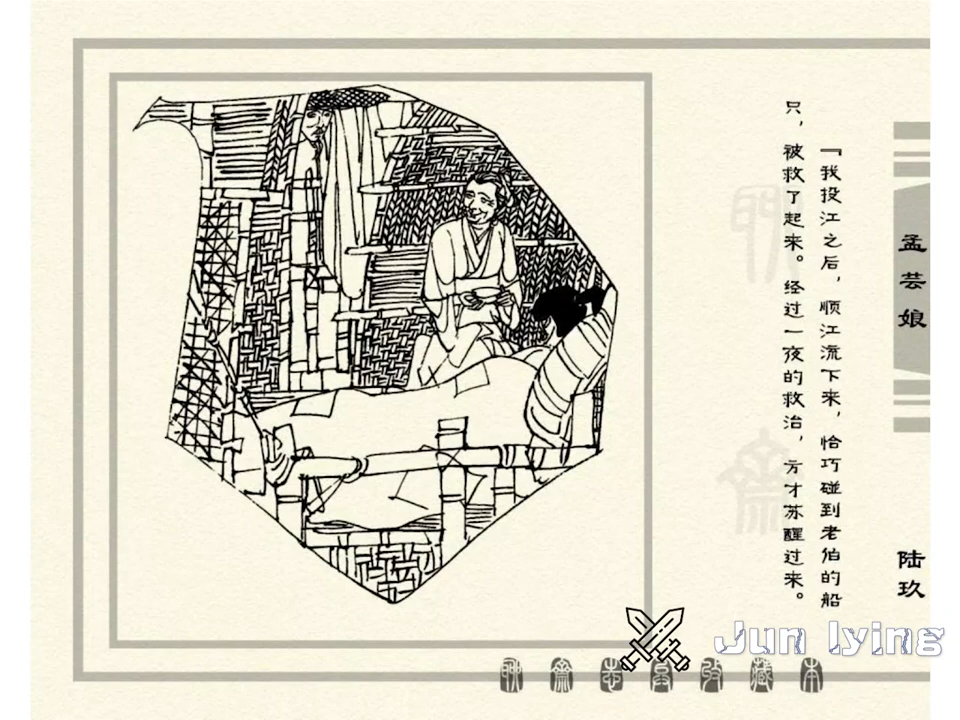 孟芸娘
陆玖
『我投江之后，顺江流下来，恰巧碰到老伯的船
只，被救了起来。经过一夜的救治，方才苏醒过来。
Jun lying